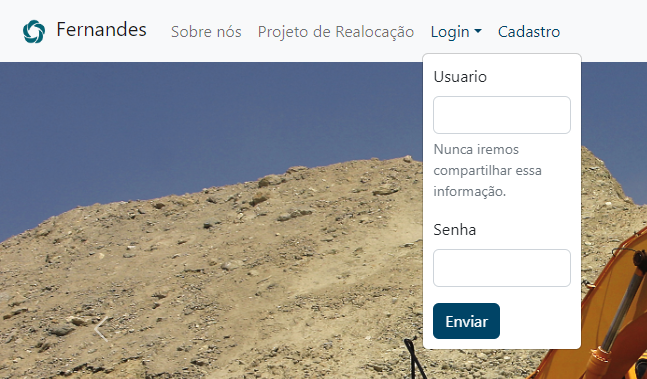 Fernandes Sobre nós Projeto de Realocação Login Cadastro
Usuario
Nunca iremos
compartilhar essa
informação.
Senha
Enviar